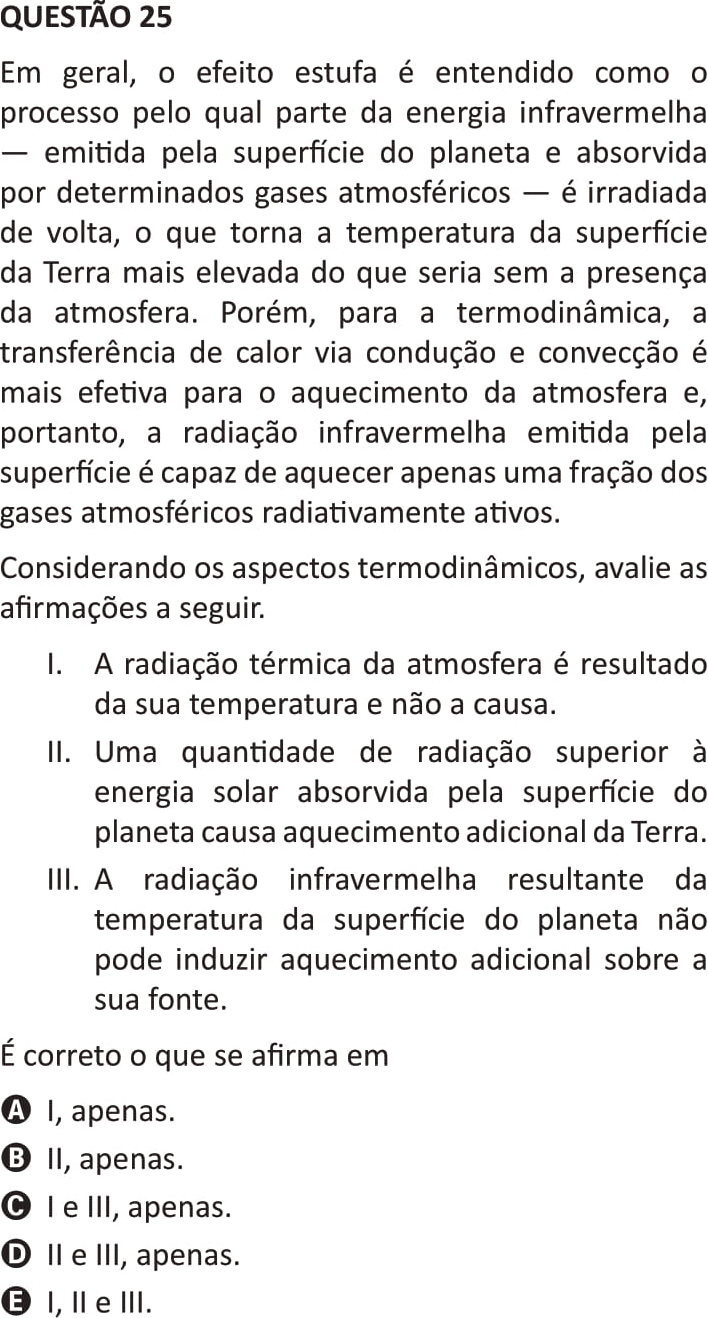 QUESTÃO 25
Em geral, o efeito estufa é entendido como o
processo pelo qual parte da energia infravermelha
— emitida pela superfície do planeta e absorvida
por determinados gases atmosféricos — é irradiada
de volta, o que torna a temperatura da superfície
da Terra mais elevada do que seria sem a presença
da atmosfera. Porém, para a termodinâmica, a
transferência de calor via condução e convecção é
mais efetiva para o aquecimento da atmosfera e,
portanto, a radiação infravermelha emitida pela
superfície é capaz de aquecer apenas uma fração dos
gases atmosféricos radiativamente ativos.
Considerando os aspectos termodinâmicos, avalie as
afirmações a seguir.
I. A radiação térmica da atmosfera é resultado
da sua temperatura e não a causa.
II. Uma quantidade de radiação superior à
energia solar absorvida pela superfície do
planeta causa aquecimento adicional da Terra.
III. A radiação infravermelha resultante da
temperatura da superfície do planeta não
pode induzir aquecimento adicional sobre a
sua fonte.
É correto o que se afirma em
A I, apenas.
B II, apenas.
C I e III, apenas.
D II e III, apenas.
E I, II e III.